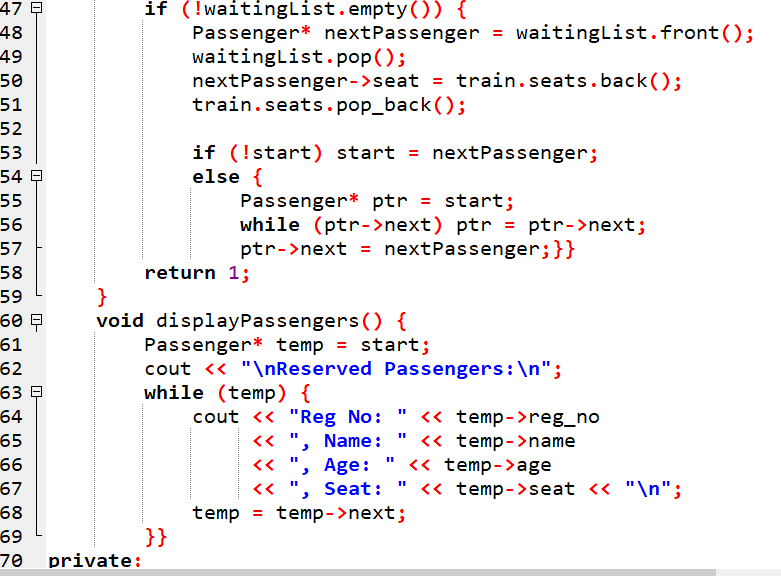 47 if (!waitingList.empty()) {
48 Passenger* nextPassenger = waitingList.front();
49 waitingList.pop();
50 nextPassenger->seat = train.seats.back();
51 train.seats.pop_back();
52
53 if (!start) start = nextPassenger;
54 else {
55 Passenger* ptr = start;
56 while (ptr->next) ptr = ptr->next;
57 ptr->next = nextPassenger;}}
58 return 1;
59 }
60 void displayPassengers() {
61 Passenger* temp = start;
62 cout << "\nReserved Passengers:\n";
63 while (temp) {
64 cout << "Reg No: " << temp->reg_no
65 << ", Name: " << temp->name
66 << ", Age: " << temp->age
67 << ", Seat: " << temp->seat << "\n";
68 temp = temp->next;
69 }}
70 private: